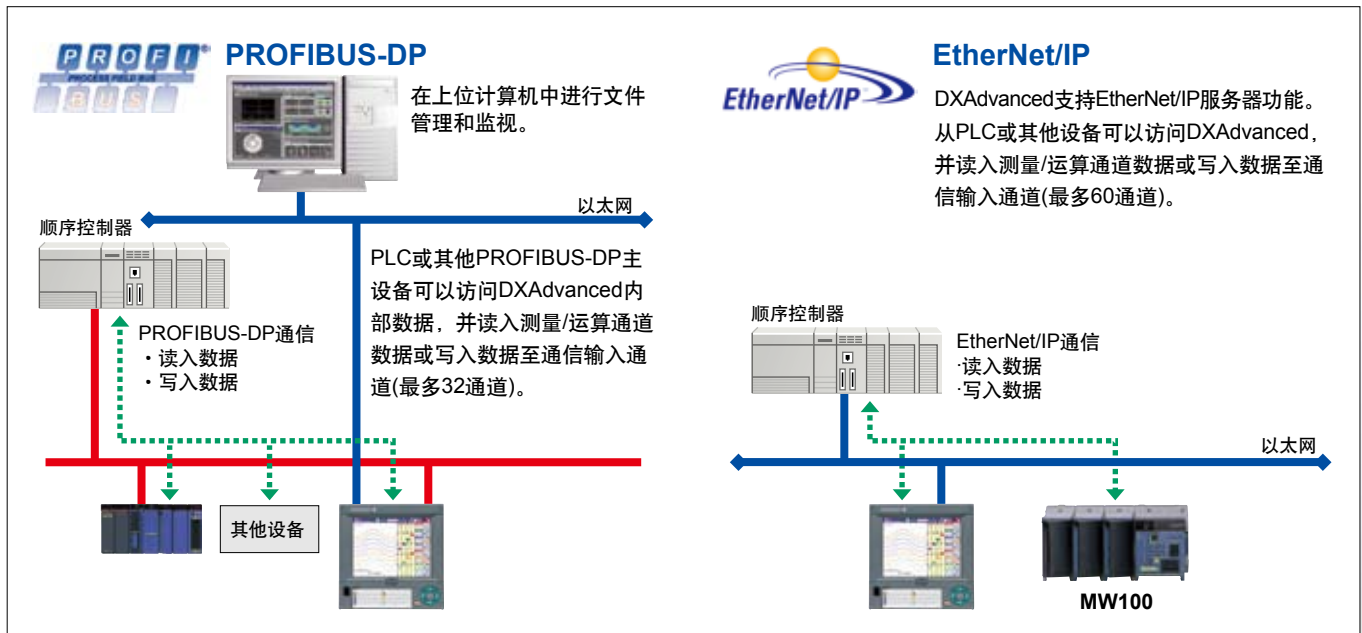 PROFI®
PROCESS FIELD BUS
BUS
PROFIBUS-DP
在上位计算机中进行文件
管理和监视。
以太网
顺序控制器
PLC或其他PROFIBUS-DP主
设备可以访问DXAdvanced内
部数据，并读入测量/运算通道
数据或写入数据至通信输入通
道(最多32通道)。
PROFIBUS-DP通信
・读入数据
・写入数据
其他设备
EtherNet/IP
EtherNet/IP
DXAdvanced支持EtherNet/IP服务器功能。
从PLC或其他设备可以访问DXAdvanced，
并读入测量/运算通道数据或写入数据至通
信输入通道(最多60通道)。
顺序控制器
EtherNet/IP通信
·读入数据
·写入数据
以太网
MW100